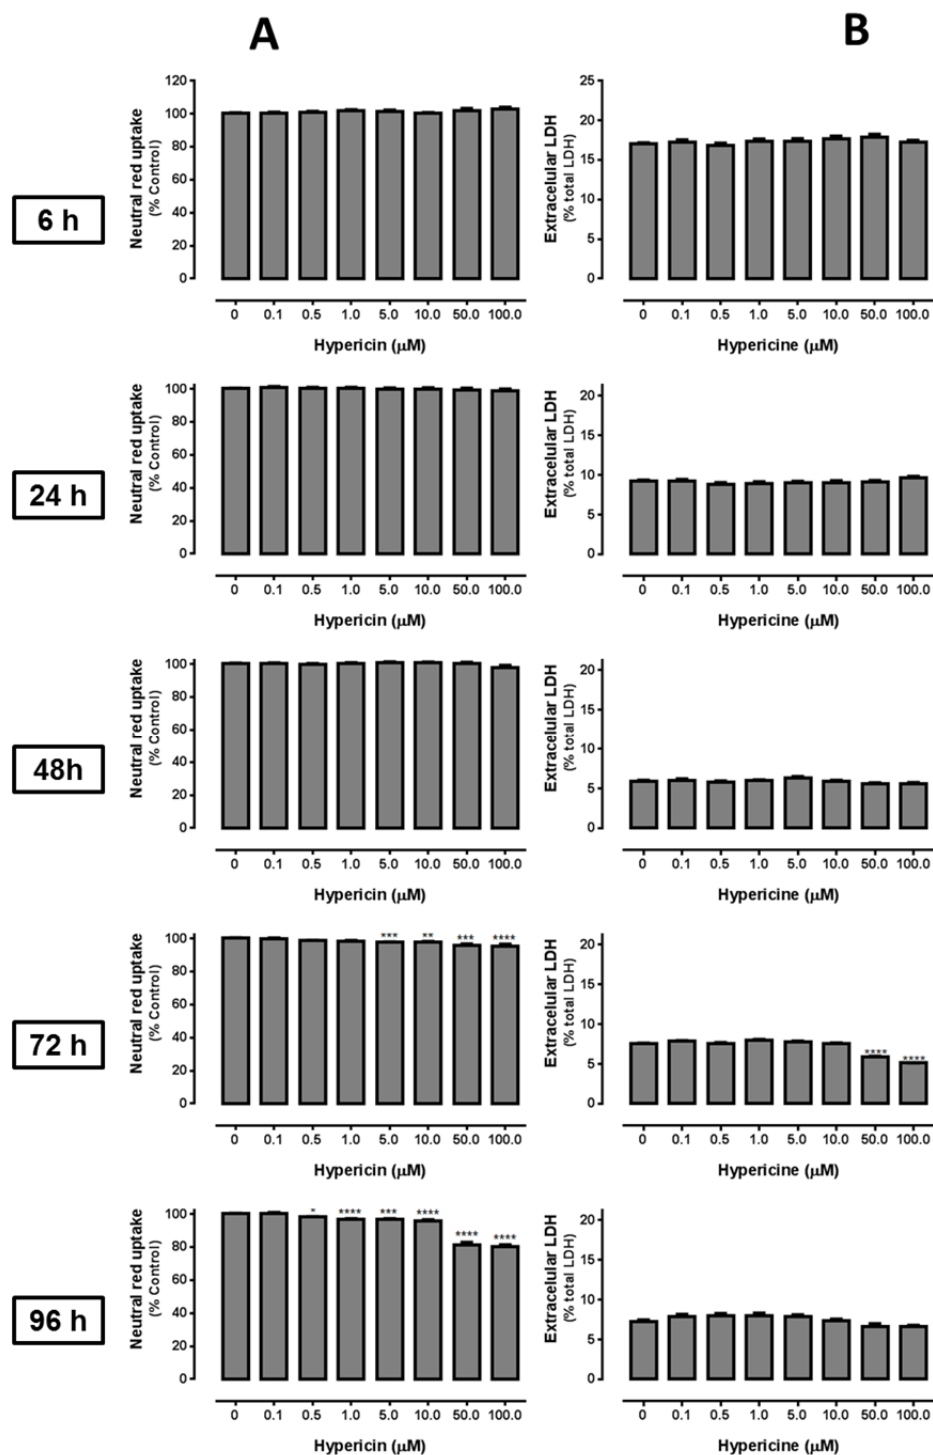 A
B
6 h
Neutral red uptake
(% Control)
120
100
80
60
40
20
0
0 0.1 0.5 1.0 5.0 10.0 50.0 100.0
Hypericin (μM)
Extracelular LDH
(% total LDH)
25
20
15
10
5
0
0 0.1 0.5 1.0 5.0 10.0 50.0 100.0
Hypericine (μM)
24 h
Neutral red uptake
(% Control)
100
80
60
40
20
0
0 0.1 0.5 1.0 5.0 10.0 50.0 100.0
Hypericin (μM)
Extracelular LDH
(% total LDH)
20
15
10
5
0
0 0.1 0.5 1.0 5.0 10.0 50.0 100.0
Hypericine (μM)
48h
Neutral red uptake
(% Control)
100
80
60
40
20
0
0 0.1 0.5 1.0 5.0 10.0 50.0 100.0
Hypericin (μM)
Extracelular LDH
(% total LDH)
20
15
10
5
0
0 0.1 0.5 1.0 5.0 10.0 50.0 100.0
Hypericine (μM)
72 h
Neutral red uptake
(% Control)
100
80
60
40
20
0
*** ** *** ****
0 0.1 0.5 1.0 5.0 10.0 50.0 100.0
Hypericin (μM)
Extracelular LDH
(% total LDH)
20
15
10
5
0
**** ****
0 0.1 0.5 1.0 5.0 10.0 50.0 100.0
Hypericine (μM)
96 h
Neutral red uptake
(% Control)
100
80
60
40
20
0
* **** *** **** **** ****
0 0.1 0.5 1.0 5.0 10.0 50.0 100.0
Hypericin (μM)
Extracelular LDH
(% total LDH)
20
15
10
5
0
0 0.1 0.5 1.0 5.0 10.0 50.0 100.0
Hypericine (μM)